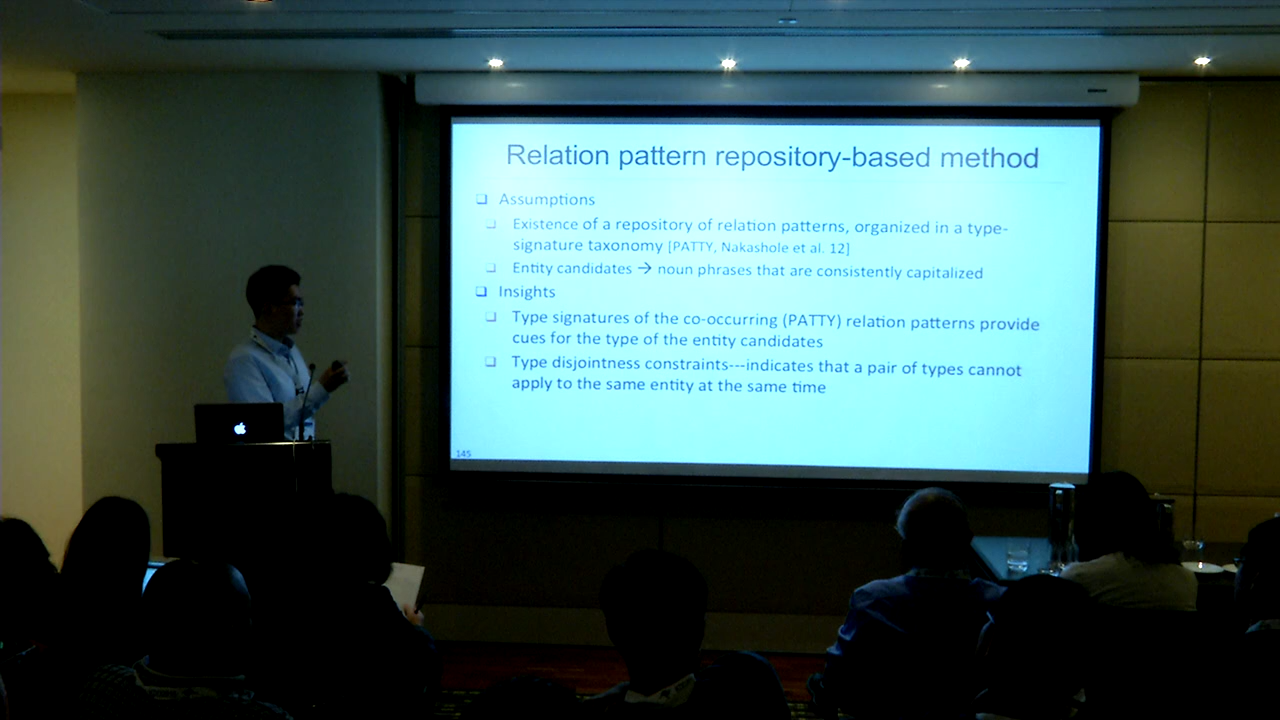 Relation pattern repository-based method
❑ Assumptions
❑ Existence of a repository of relation patterns, organized in a type-
signature taxonomy [PATTY, Nakashole et al. 12]
❑ Entity candidates → noun phrases that are consistently capitalized
❑ Insights
❑ Type signatures of the co-occurring (PATTY) relation patterns provide
cues for the type of the entity candidates
❑ Type disjointness constraints---indicates that a pair of types cannot
apply to the same entity at the same time
145